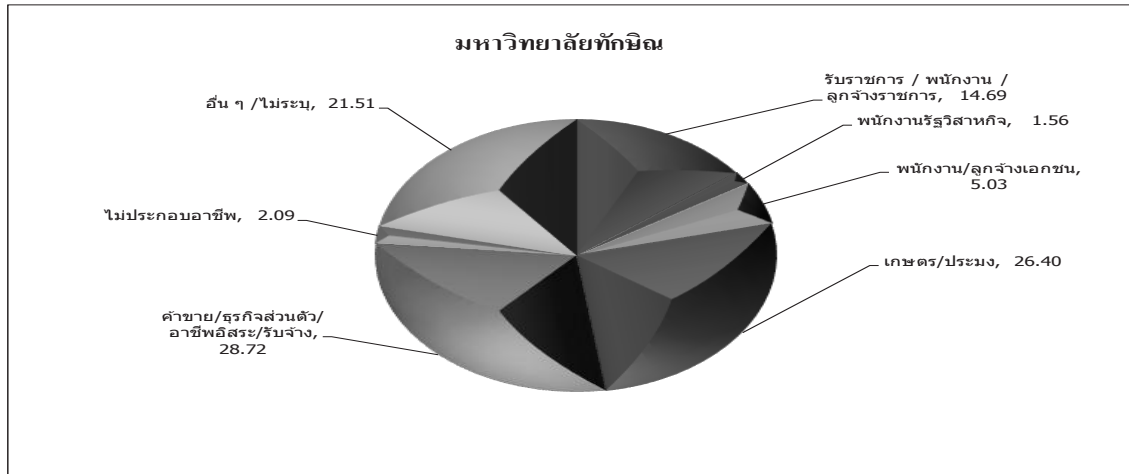 มหาวิทยาลัยทักษิณ
รับราชการ / พนักงาน /
ลูกจ้างราชการ, 14.69
อื่น ๆ /ไม่ระบุ, 21.51
พนักงานรัฐวิสาหกิจ, 1.56
พนักงาน/ลูกจ้างเอกชน,
5.03
ไม่ประกอบอาชีพ, 2.09
เกษตร/ประมง, 26.40
ค้าขาย/ธุรกิจส่วนตัว/
อาชีพอิสระ/รับจ้าง,
28.72